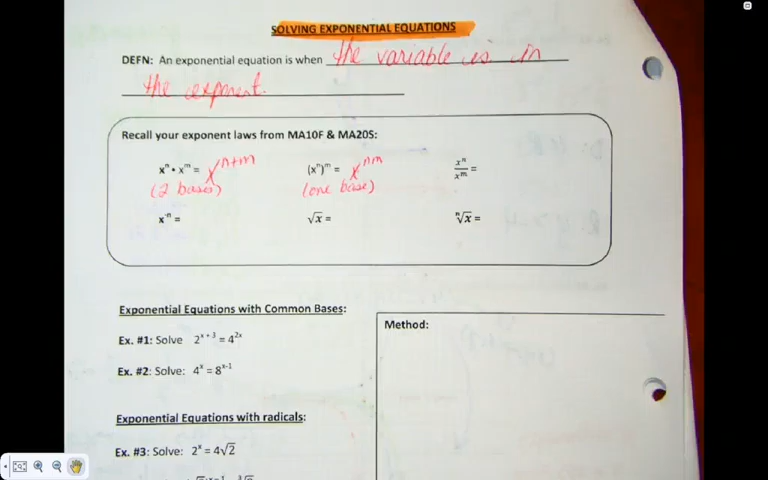 SOLVING EXPONENTIAL EQUATIONS
DEFN: An exponential equation is when the variable is in
the exponent.
Recall your exponent laws from MA10F & MA20S:
xⁿ • xᵐ = xⁿ⁺ᵐ (xⁿ)ᵐ = xⁿᵐ xⁿ/xᵐ =
(2 bases) (one base)
x⁻ⁿ = √x = ⁿ√x =
Exponential Equations with Common Bases:
Method:
Ex. #1: Solve 2ˣ⁺³ = 4²ˣ
Ex. #2: Solve: 4ˣ = 8ˣ⁻¹
Exponential Equations with radicals:
Ex. #3: Solve: 2ˣ = 4√2